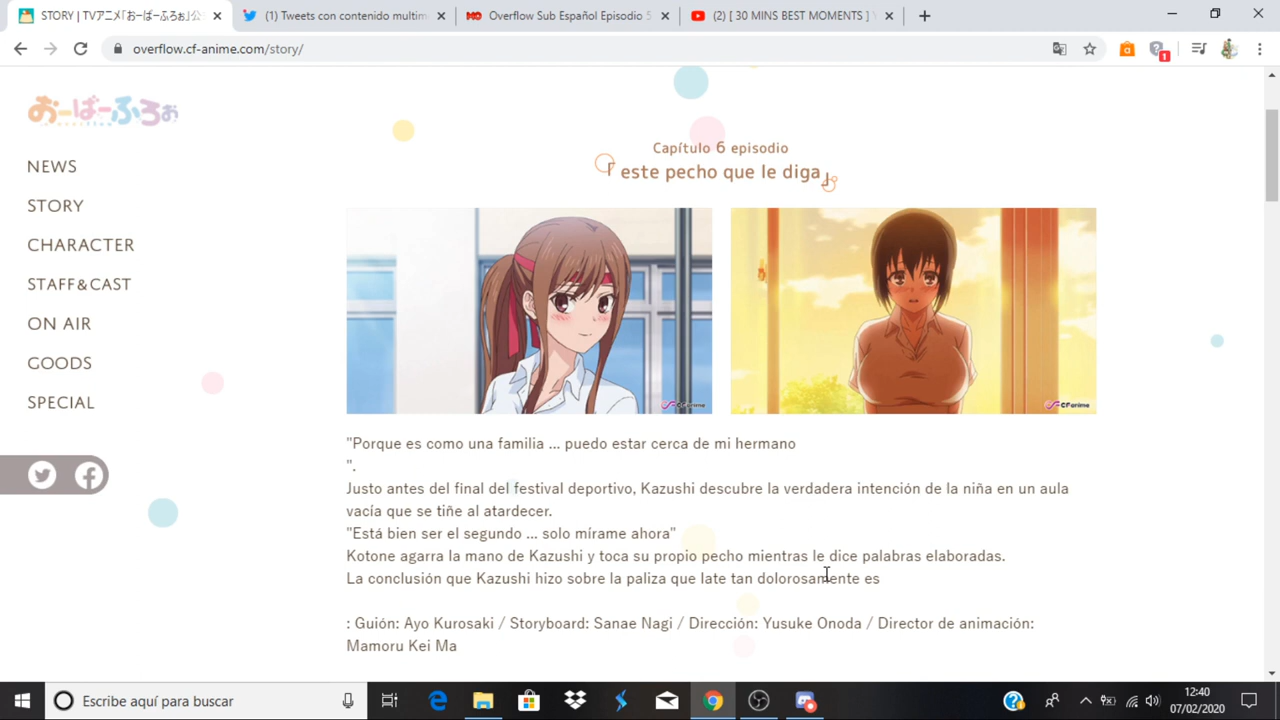 STORY | TVアニメ「おーばーふろぉ」公
(1) Tweets con contenido multim
Overflow Sub Español Episodio 5
(2) [ 30 MINS BEST MOMENTS ] Y
overflow.cf-anime.com/story/
1
おーばーふろぉ
NEWS
STORY
CHARACTER
STAFF&CAST
ON AIR
GOODS
SPECIAL
Capítulo 6 episodio
「este pecho que le diga」
CFanime
CFanime
"Porque es como una familia ... puedo estar cerca de mi hermano
".
Justo antes del final del festival deportivo, Kazushi descubre la verdadera intención de la niña en un aula
vacía que se tiñe al atardecer.
"Está bien ser el segundo ... solo mírame ahora"
Kotone agarra la mano de Kazushi y toca su propio pecho mientras le dice palabras elaboradas.
La conclusión que Kazushi hizo sobre la paliza que late tan dolorosamente es
: Guión: Ayo Kurosaki / Storyboard: Sanae Nagi / Dirección: Yusuke Onoda / Director de animación:
Mamoru Kei Ma
Escribe aquí para buscar
12:40
07/02/2020